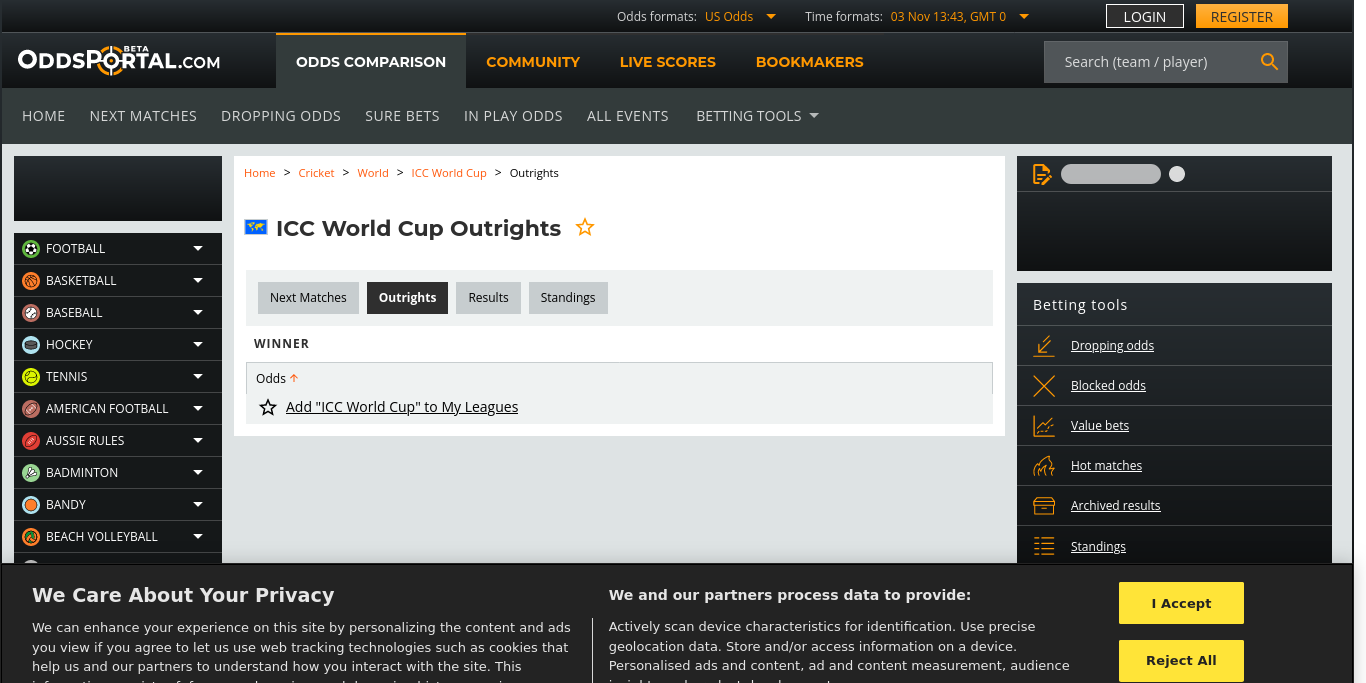 Odds formats: US Odds
Time formats: 03 Nov 13:43, GMT 0
LOGIN
REGISTER
ODDSPORTAL.COM BETA
ODDS COMPARISON
COMMUNITY
LIVE SCORES
BOOKMAKERS
Search (team / player)
HOME
NEXT MATCHES
DROPPING ODDS
SURE BETS
IN PLAY ODDS
ALL EVENTS
BETTING TOOLS
FOOTBALL
BASKETBALL
BASEBALL
HOCKEY
TENNIS
AMERICAN FOOTBALL
AUSSIE RULES
BADMINTON
BANDY
BEACH VOLLEYBALL
Home > Cricket > World > ICC World Cup > Outrights
ICC World Cup Outrights
Next Matches
Outrights
Results
Standings
WINNER
Odds
Add "ICC World Cup" to My Leagues
Betting tools
Dropping odds
Blocked odds
Value bets
Hot matches
Archived results
Standings
We Care About Your Privacy
We can enhance your experience on this site by personalizing the content and ads
you view if you agree to let us use web tracking technologies such as cookies that
help us and our partners to understand how you interact with the site. This
We and our partners process data to provide:
Actively scan device characteristics for identification. Use precise
geolocation data. Store and/or access information on a device.
Personalised ads and content, ad and content measurement, audience
I Accept
Reject All